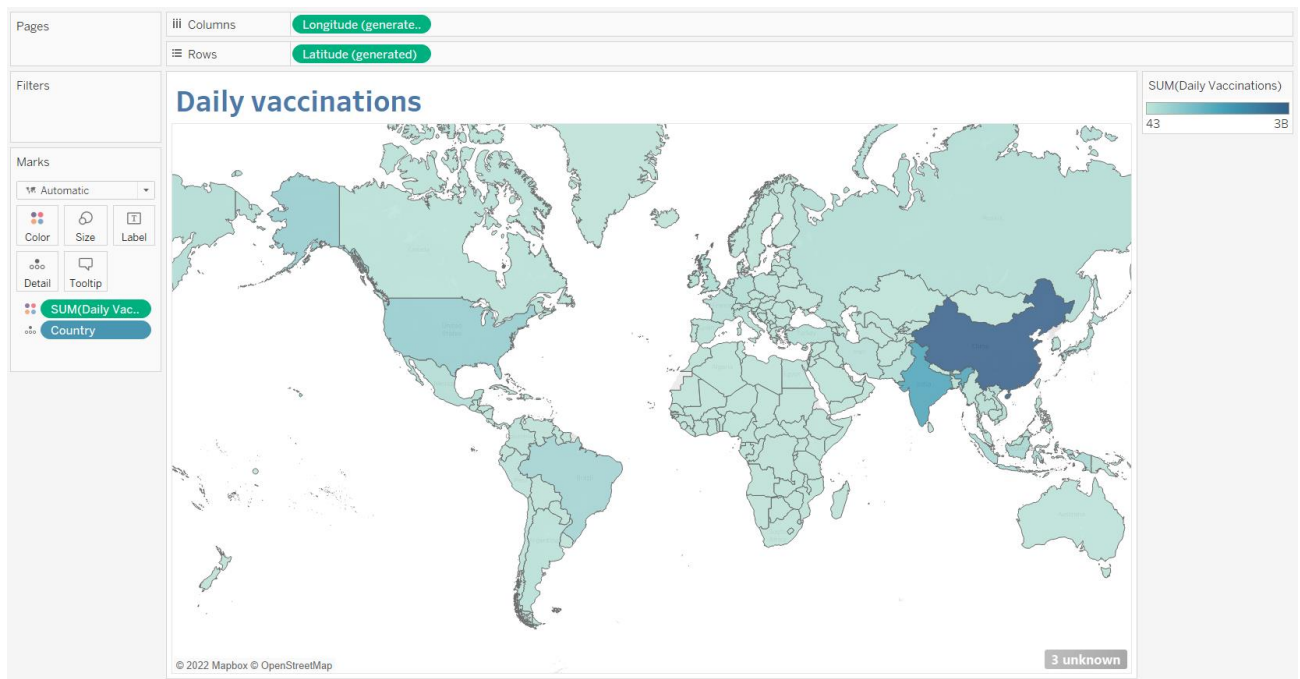 Pages
Columns
Longitude (generate..
Rows
Latitude (generated)
Filters
Daily vaccinations
SUM(Daily Vaccinations)
43
3B
Marks
Automatic
Color
Size
Label
Detail
Tooltip
SUM(Daily Vac..
Country
© 2022 Mapbox © OpenStreetMap
3 unknown